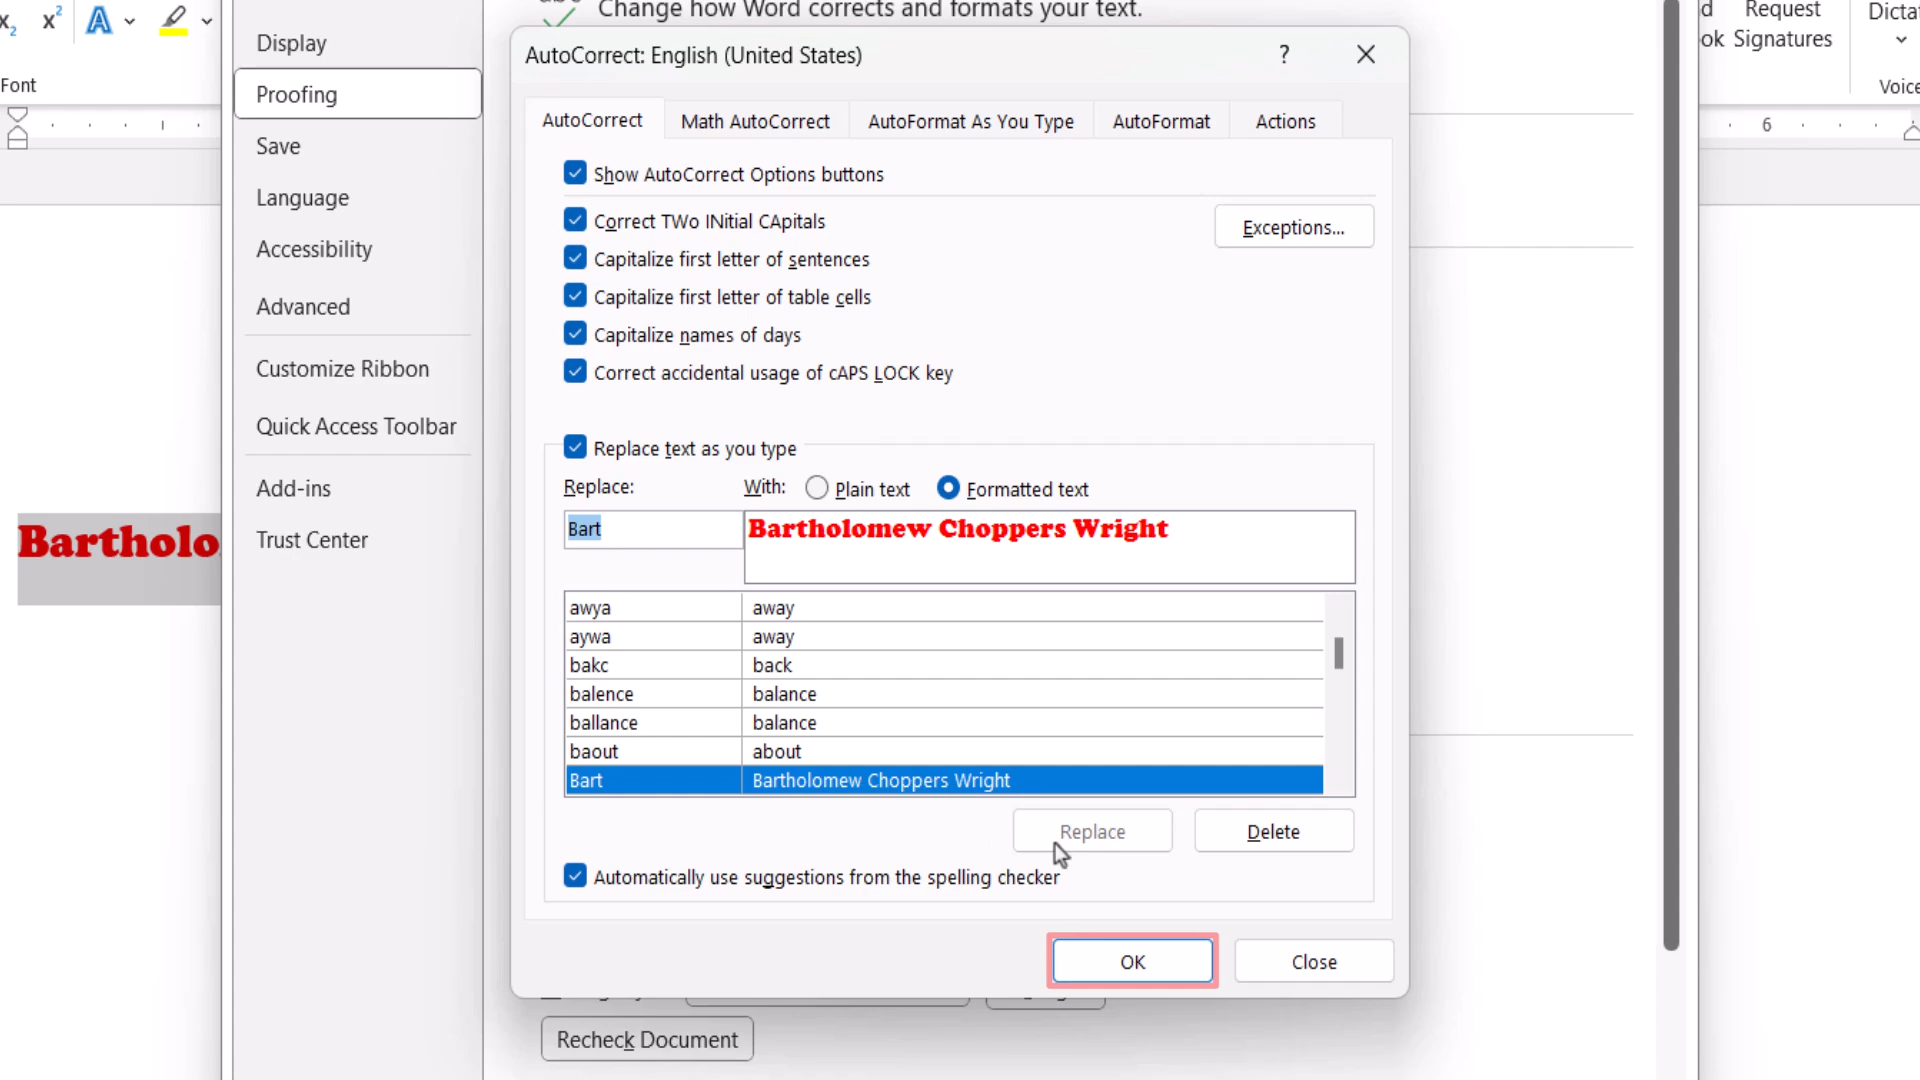 Change how Word corrects and formats your text.
Request
Signatures
Font
6
Display
Proofing
Save
Language
Accessibility
Advanced
Customize Ribbon
Quick Access Toolbar
Add-ins
Trust Center
AutoCorrect: English (United States)
?
AutoCorrect
Math AutoCorrect
AutoFormat As You Type
AutoFormat
Actions
Show AutoCorrect Options buttons
Correct TWo INitial CApitals
Exceptions...
Capitalize first letter of sentences
Capitalize first letter of table cells
Capitalize names of days
Correct accidental usage of cAPS LOCK key
Replace text as you type
Replace:
With:
Plain text
Formatted text
Bart
Bartholomew Choppers Wright
awya away
aywa away
bakc back
balence balance
ballance balance
baout about
Bart Bartholomew Choppers Wright
Replace
Delete
Automatically use suggestions from the spelling checker
OK
Close
Recheck Document
Bartholo